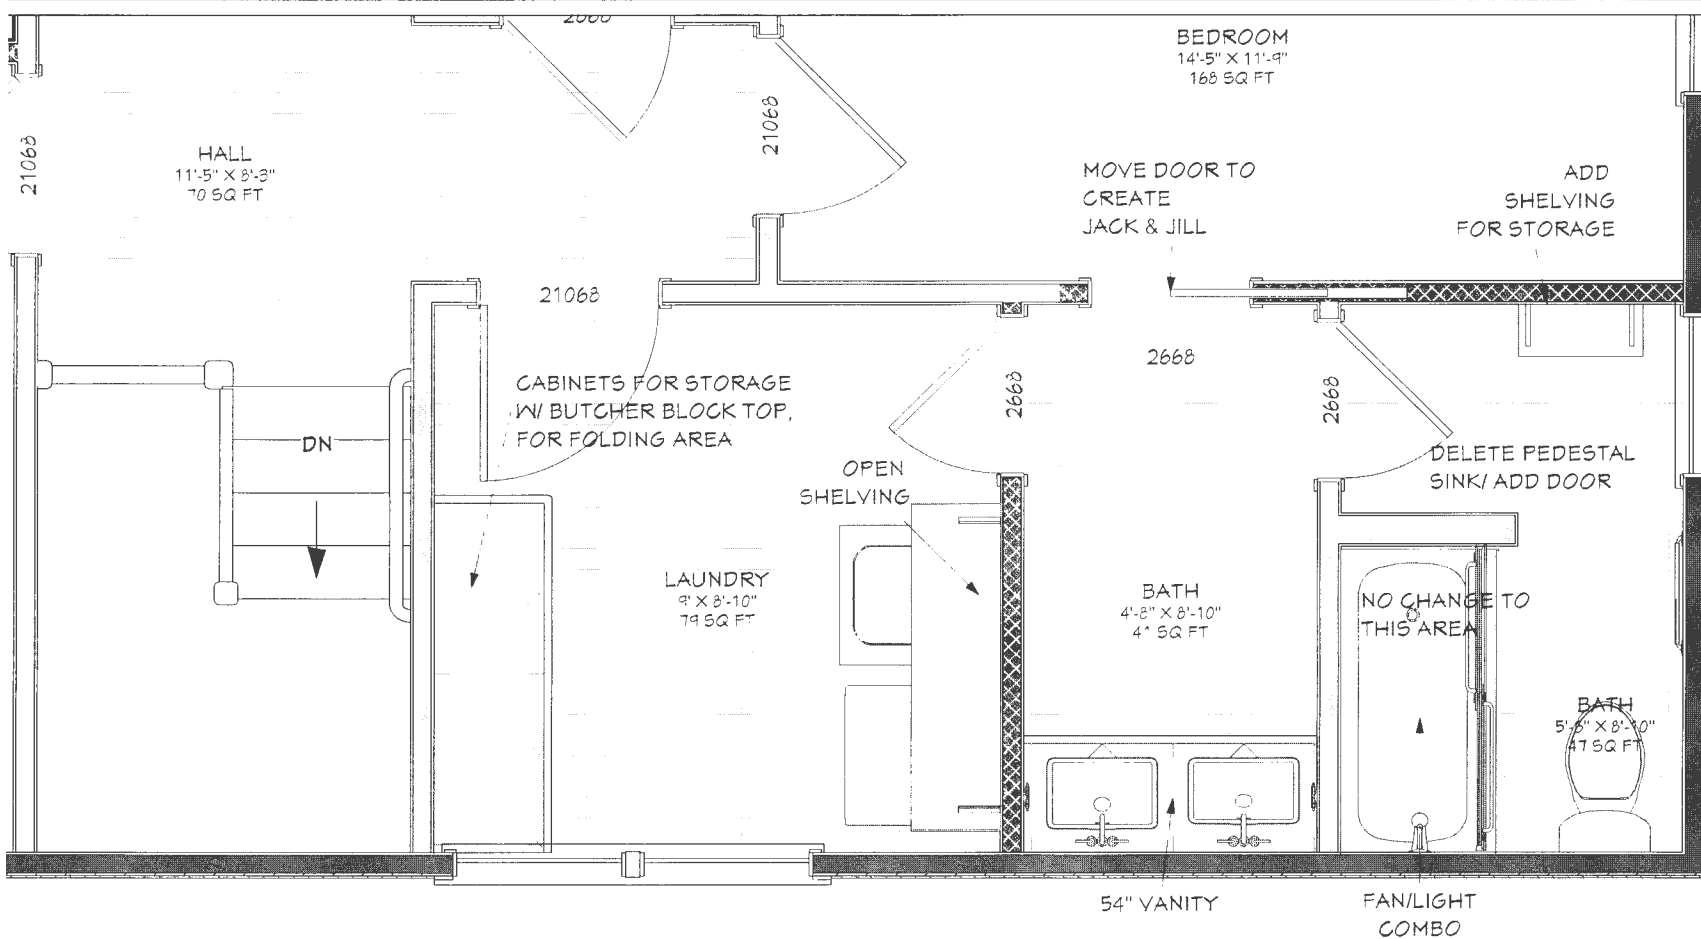 2668
BEDROOM
14'-5" X 11'-9"
168 SQ FT
21068
21068
HALL
11'-5" X 8'-3"
70 SQ FT
MOVE DOOR TO
CREATE
JACK & JILL
ADD
SHELVING
FOR STORAGE
21068
2668
2668
2668
CABINETS FOR STORAGE
W/ BUTCHER BLOCK TOP,
FOR FOLDING AREA
DN
OPEN
SHELVING
DELETE PEDESTAL
SINK/ ADD DOOR
LAUNDRY
9' X 8'-10"
79 SQ FT
BATH
4'-8" X 8'-10"
SQ FT
NO CHANGE TO
THIS AREA
BATH
X 8'-10"
47 SQ FT
54" VANITY
FAN/LIGHT
COMBO